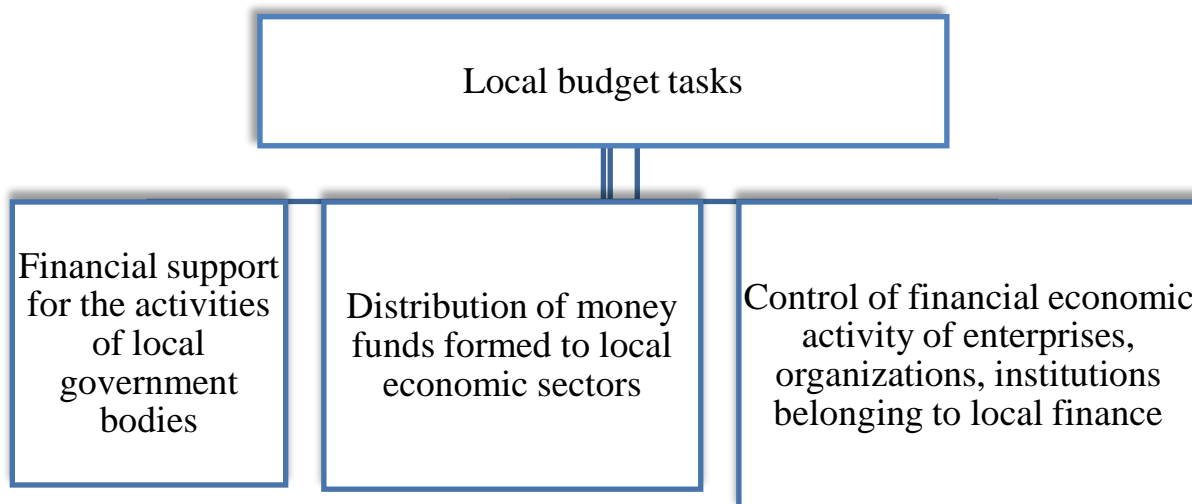 Local budget tasks
Financial support
for the activities
of local
government
bodies
Distribution of money
funds formed to local
economic sectors
Control of financial economic
activity of enterprises,
organizations, institutions
belonging to local finance